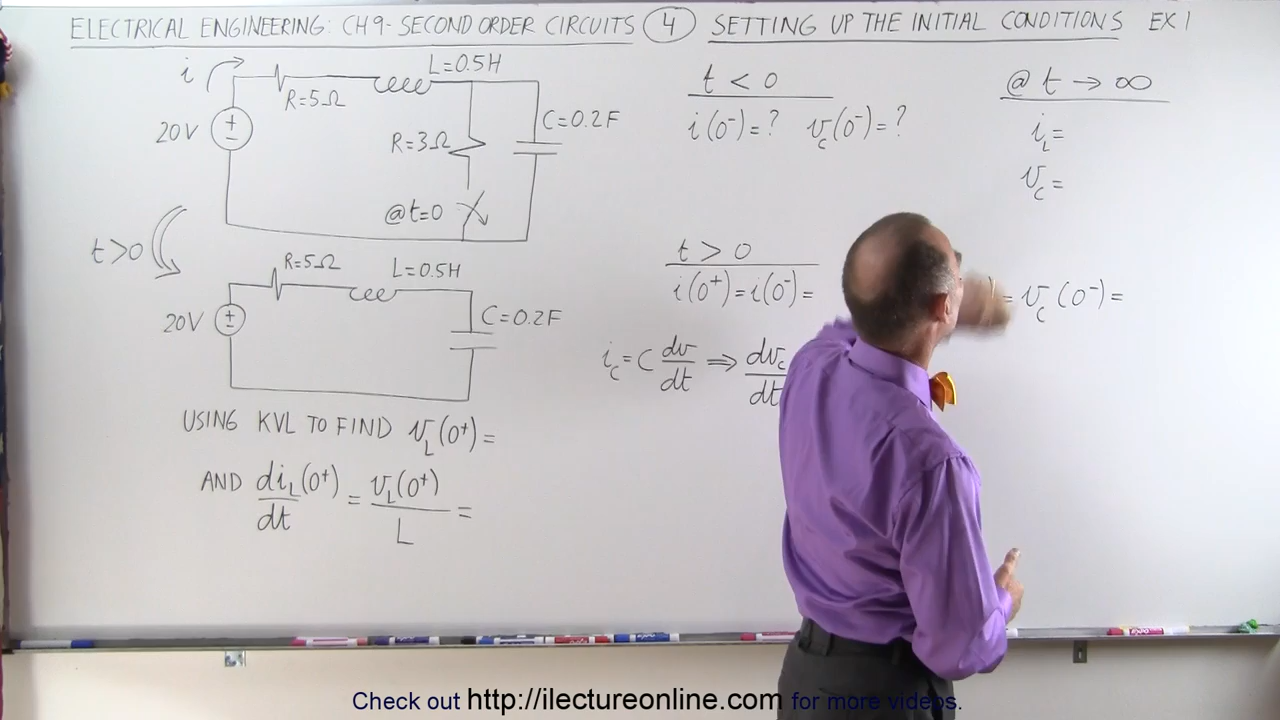 ELECTRICAL ENGINEERING: CH 9 - SECOND ORDER CIRCUITS (4) SETTING UP THE INITIAL CONDITIONS EX 1
i
R=5Ω
L=0.5H
20V
R=3Ω
C=0.2F
@t=0
t>0
R=5Ω
L=0.5H
20V
C=0.2F
USING KVL TO FIND v_L(0⁺)=
AND di_L(0⁺)/dt = v_L(0⁺)/L =
t < 0
i(0⁻)=? v_c(0⁻)=?
@ t → ∞
i_L=
v_c=
t > 0
i(0⁺)=i(0⁻)=
= v_c(0⁻)=
i_c = C dv/dt ⇒ dv_c/dt
Check out http://ilectureonline.com for more videos.